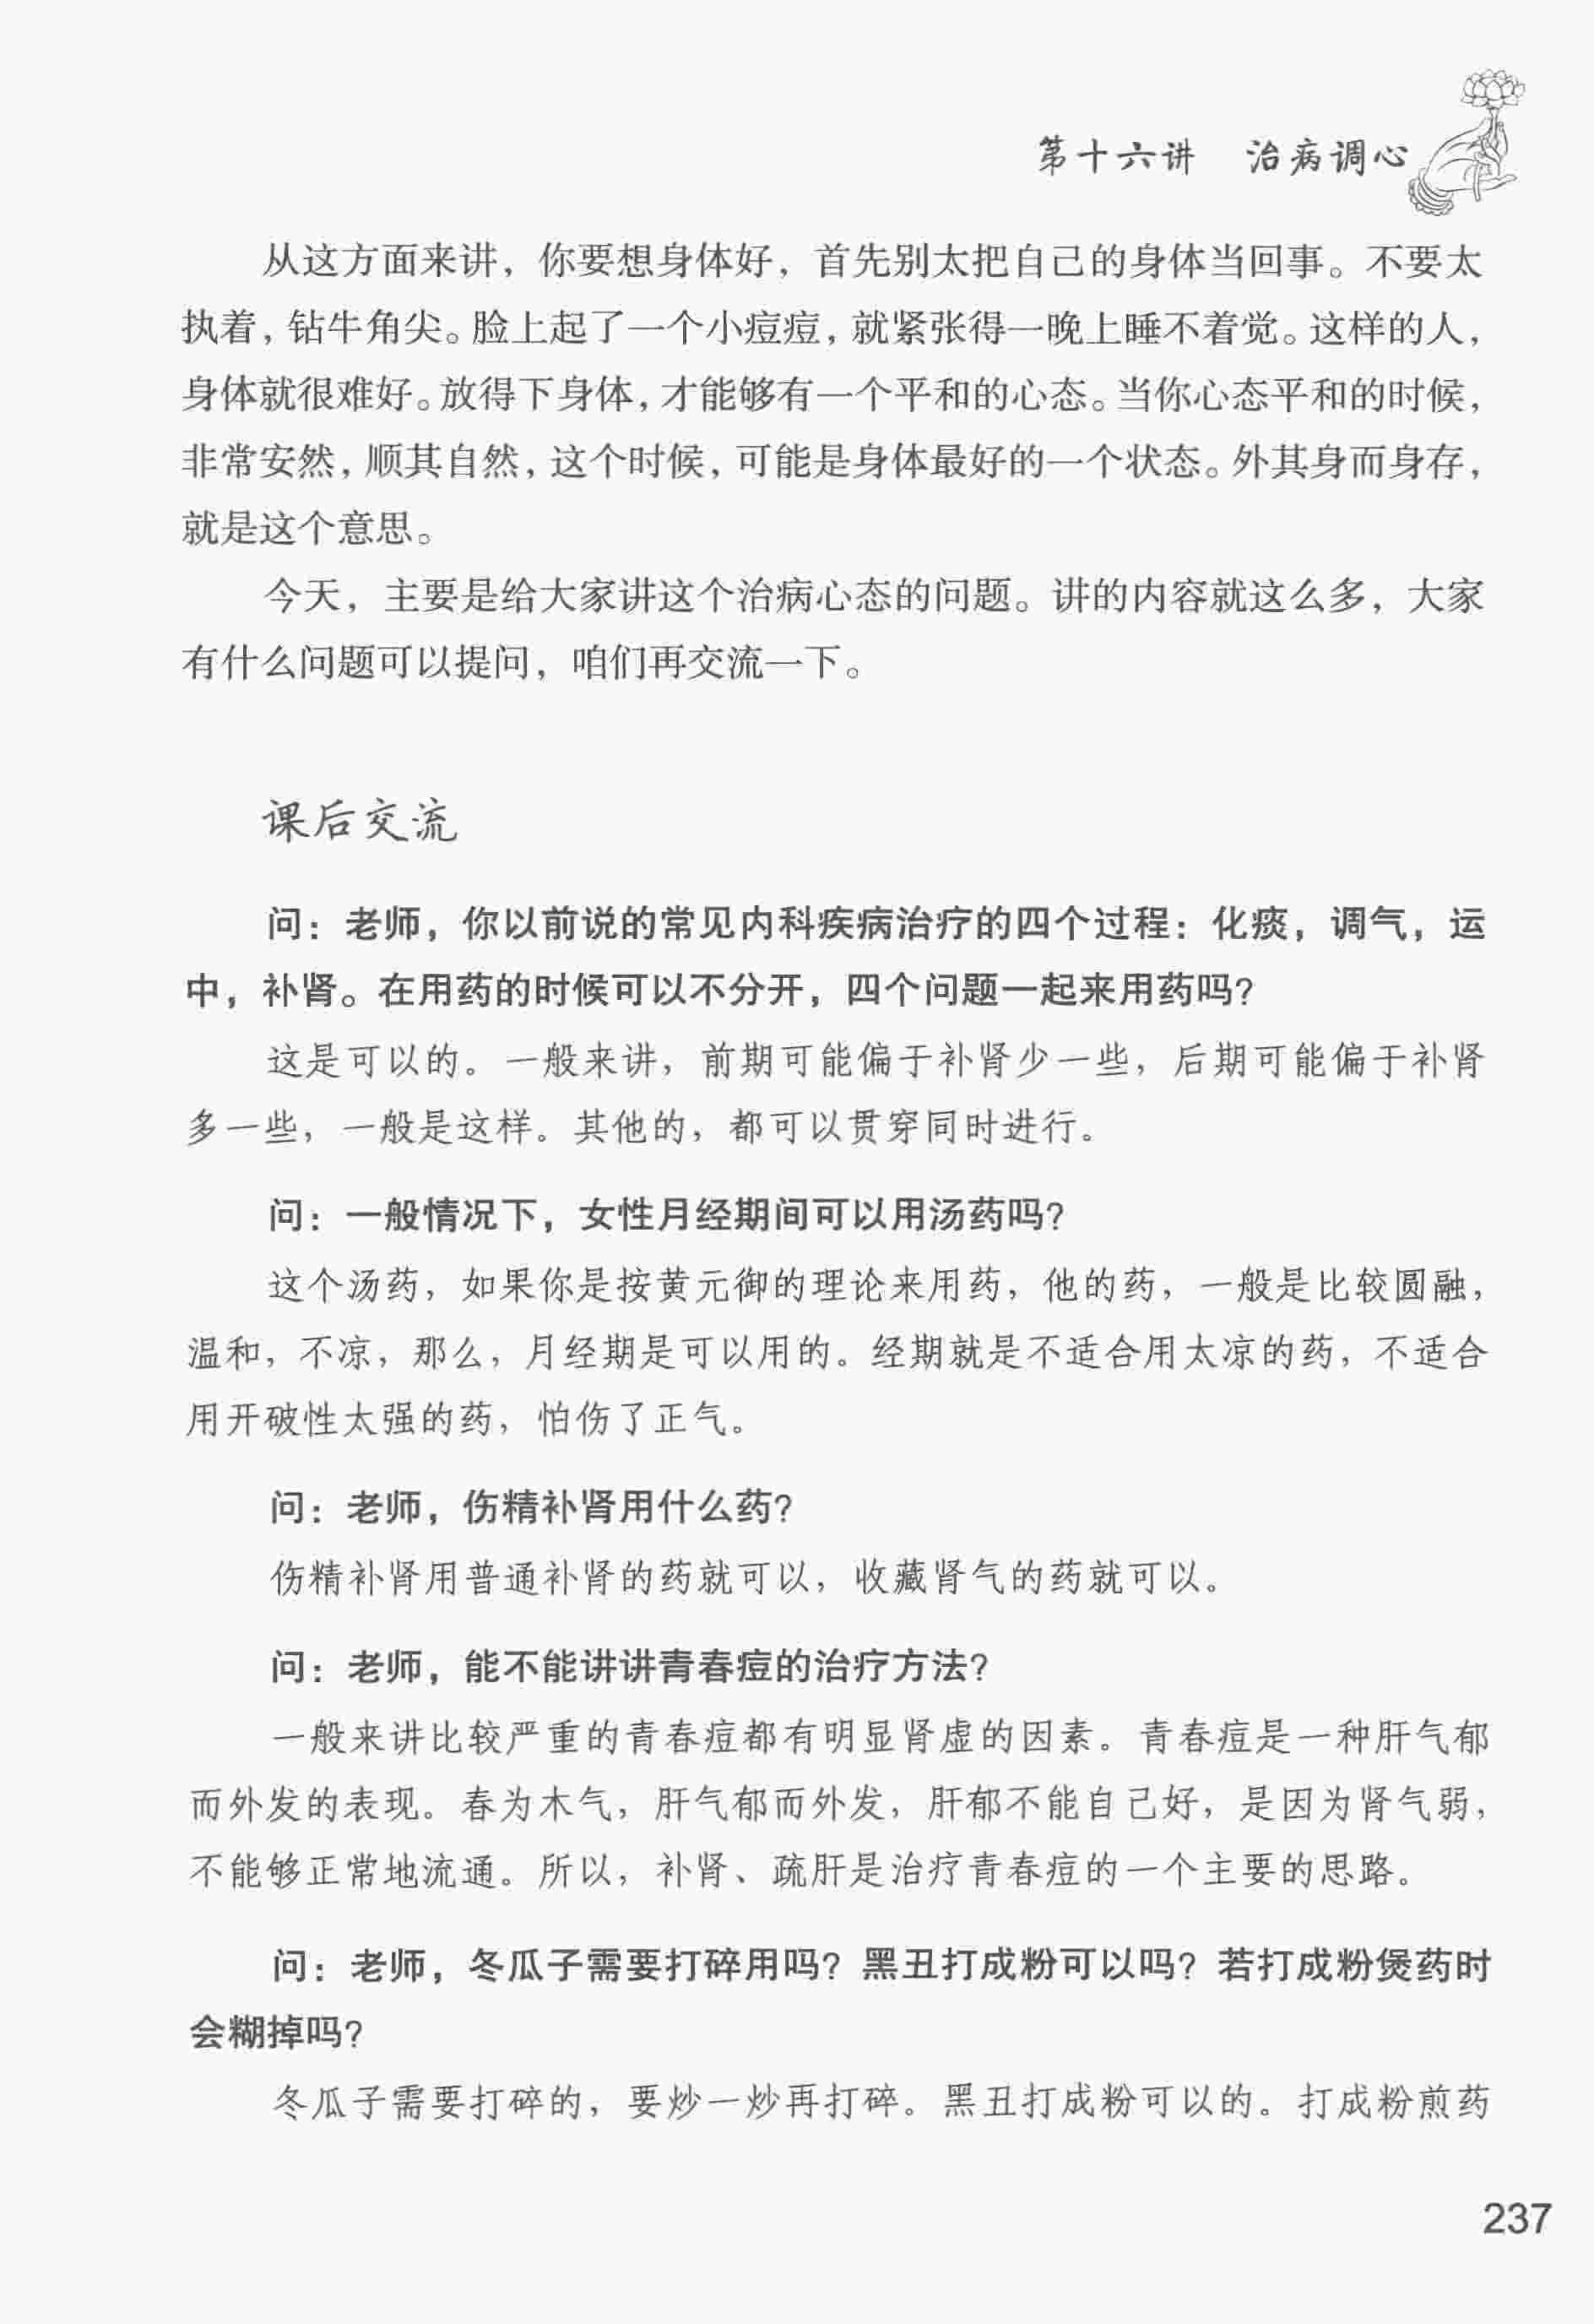 第十六讲　治病调心
从这方面来讲，你要想身体好，首先别太把自己的身体当回事。不要太
执着，钻牛角尖。脸上起了一个小痘痘，就紧张得一晚上睡不着觉。这样的人，
身体就很难好。放得下身体，才能够有一个平和的心态。当你心态平和的时候，
非常安然，顺其自然，这个时候，可能是身体最好的一个状态。外其身而身存，
就是这个意思。
今天，主要是给大家讲这个治病心态的问题。讲的内容就这么多，大家
有什么问题可以提问，咱们再交流一下。
课后交流
问：老师，你以前说的常见内科疾病治疗的四个过程：化痰，调气，运
中，补肾。在用药的时候可以不分开，四个问题一起来用药吗？
这是可以的。一般来讲，前期可能偏于补肾少一些，后期可能偏于补肾
多一些，一般是这样。其他的，都可以贯穿同时进行。
问：一般情况下，女性月经期间可以用汤药吗？
这个汤药，如果你是按黄元御的理论来用药，他的药，一般是比较圆融，
温和，不凉，那么，月经期是可以用的。经期就是不适合用太凉的药，不适合
用开破性太强的药，怕伤了正气。
问：老师，伤精补肾用什么药？
伤精补肾用普通补肾的药就可以，收藏肾气的药就可以。
问：老师，能不能讲讲青春痘的治疗方法？
一般来讲比较严重的青春痘都有明显肾虚的因素。青春痘是一种肝气郁
而外发的表现。春为木气，肝气郁而外发，肝郁不能自己好，是因为肾气弱，
不能够正常地流通。所以，补肾、疏肝是治疗青春痘的一个主要的思路。
问：老师，冬瓜子需要打碎用吗？黑丑打成粉可以吗？若打成粉煲药时
会糊掉吗？
冬瓜子需要打碎的，要炒一炒再打碎。黑丑打成粉可以的。打成粉煎药
237